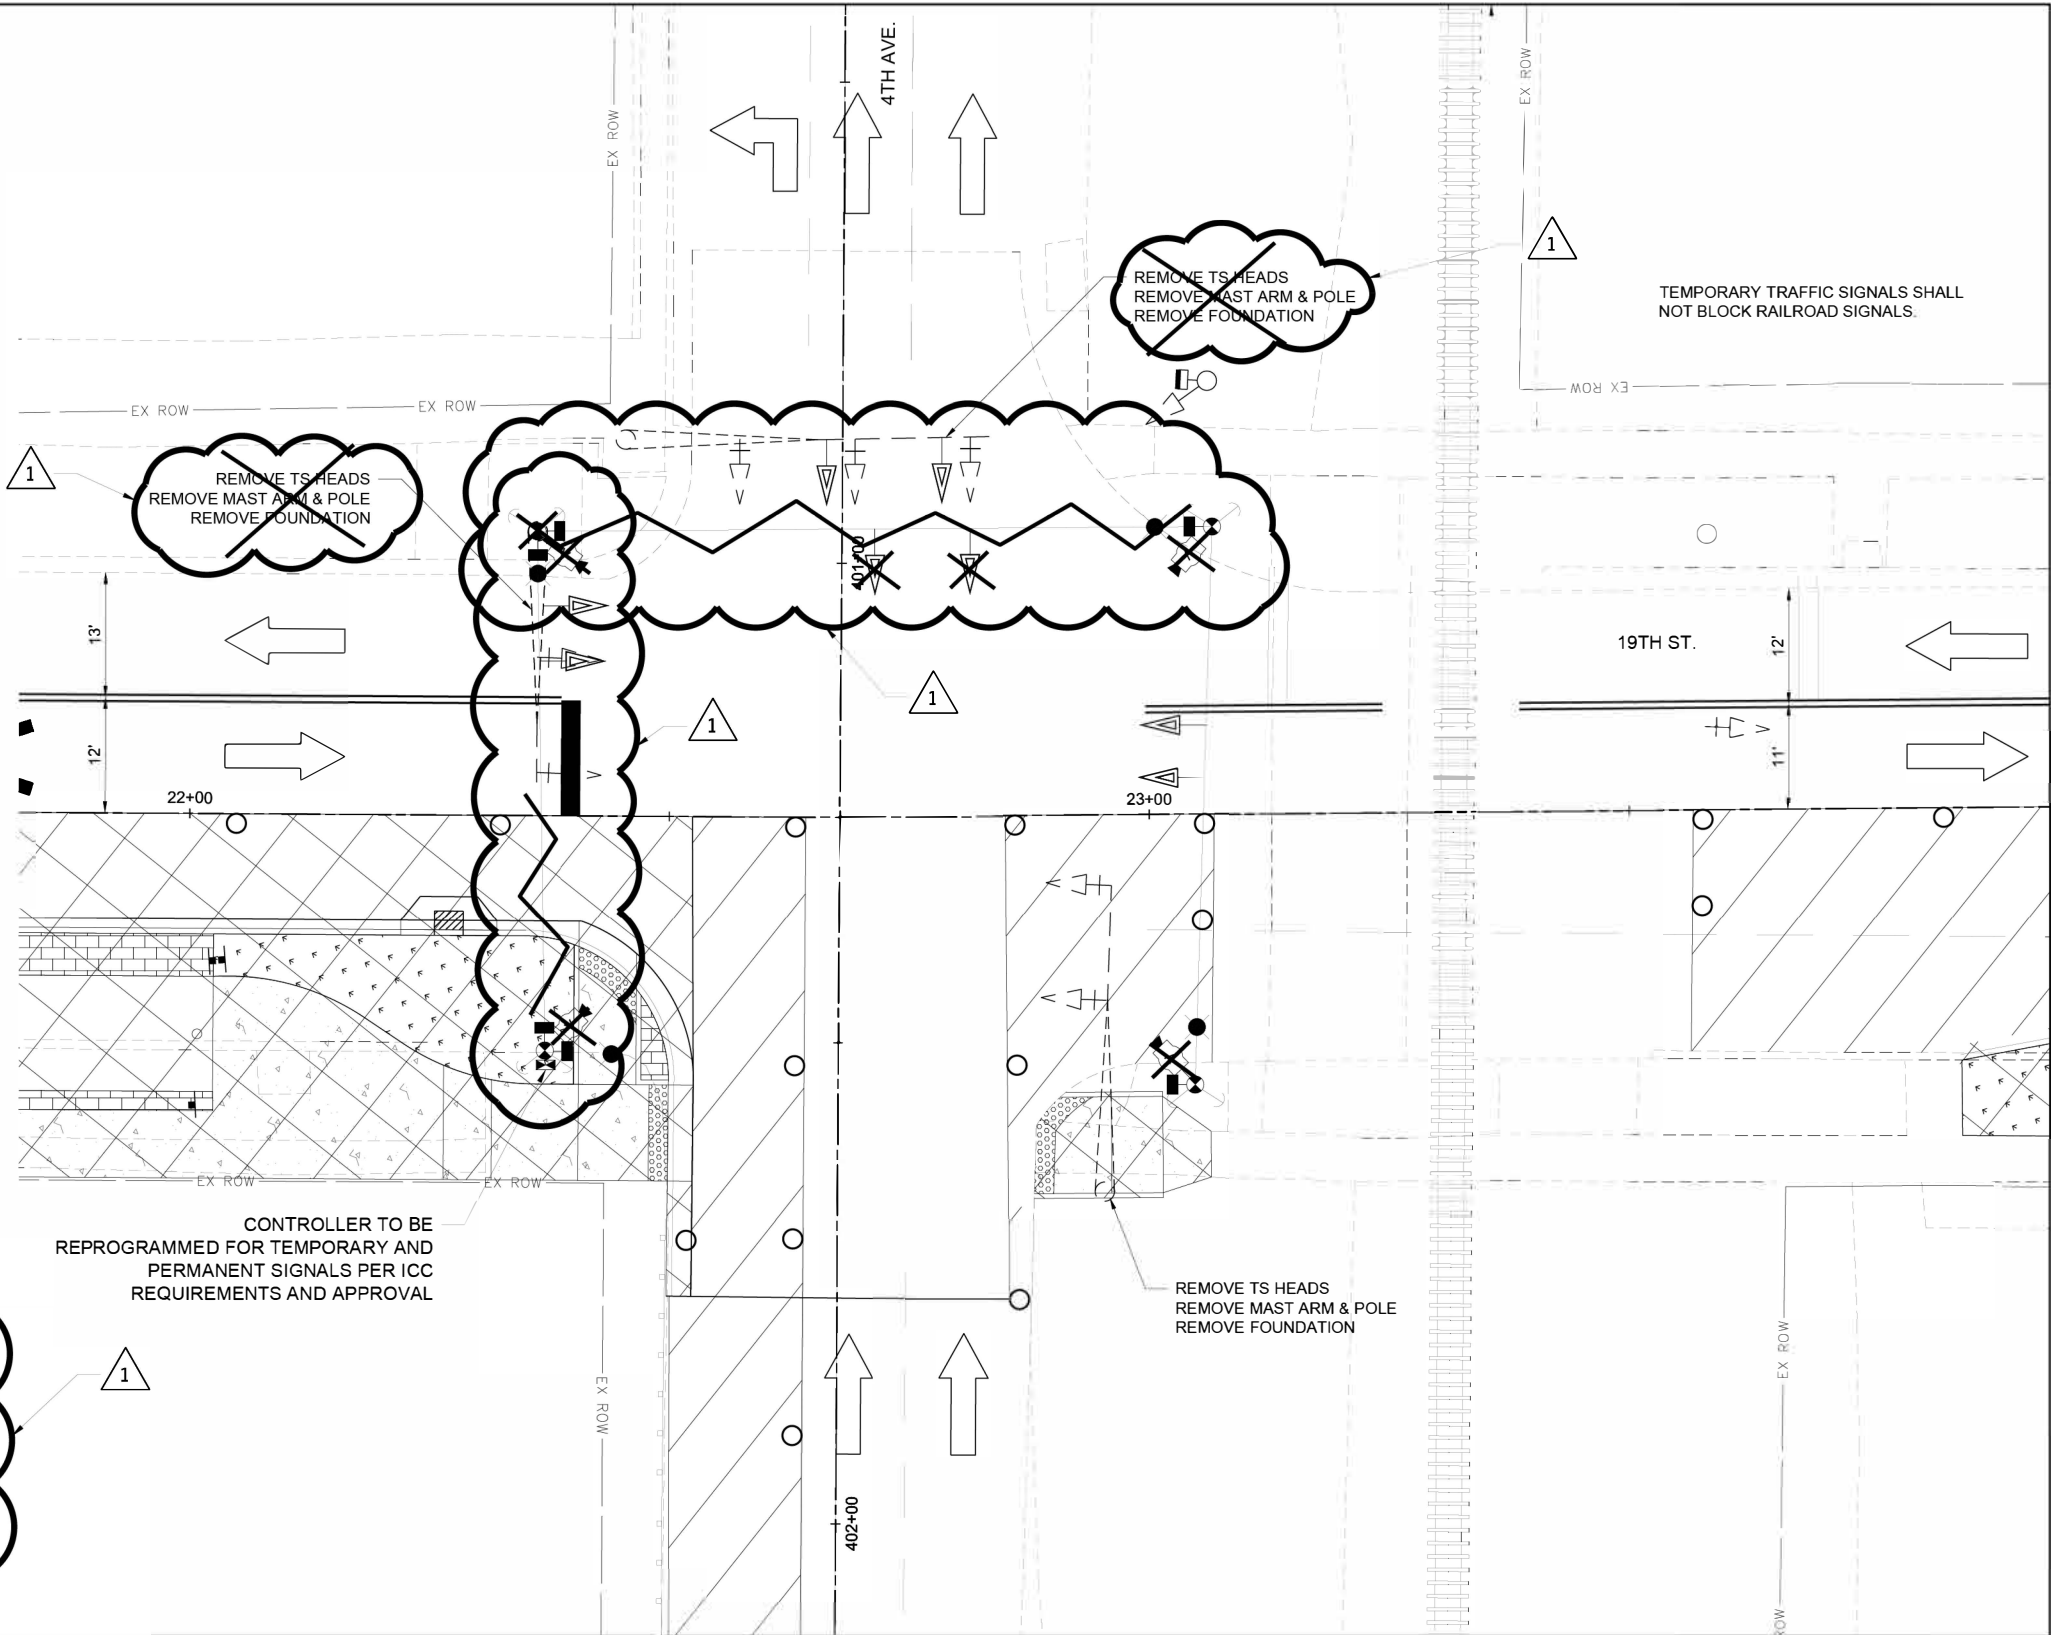 4TH AVE.
EX ROW
EX ROW
1
REMOVE TS HEADS
REMOVE MAST ARM & POLE
REMOVE FOUNDATION
TEMPORARY TRAFFIC SIGNALS SHALL
NOT BLOCK RAILROAD SIGNALS.
EX ROW
EX ROW
EX ROW
1
REMOVE TS HEADS
REMOVE MAST ARM & POLE
REMOVE FOUNDATION
401+00
13'
19TH ST.
12'
1
1
12'
11'
22+00
23+00
EX ROW
EX ROW
CONTROLLER TO BE
REPROGRAMMED FOR TEMPORARY AND
PERMANENT SIGNALS PER ICC
REQUIREMENTS AND APPROVAL
REMOVE TS HEADS
REMOVE MAST ARM & POLE
REMOVE FOUNDATION
1
EX ROW
EX ROW
402+00
ROW